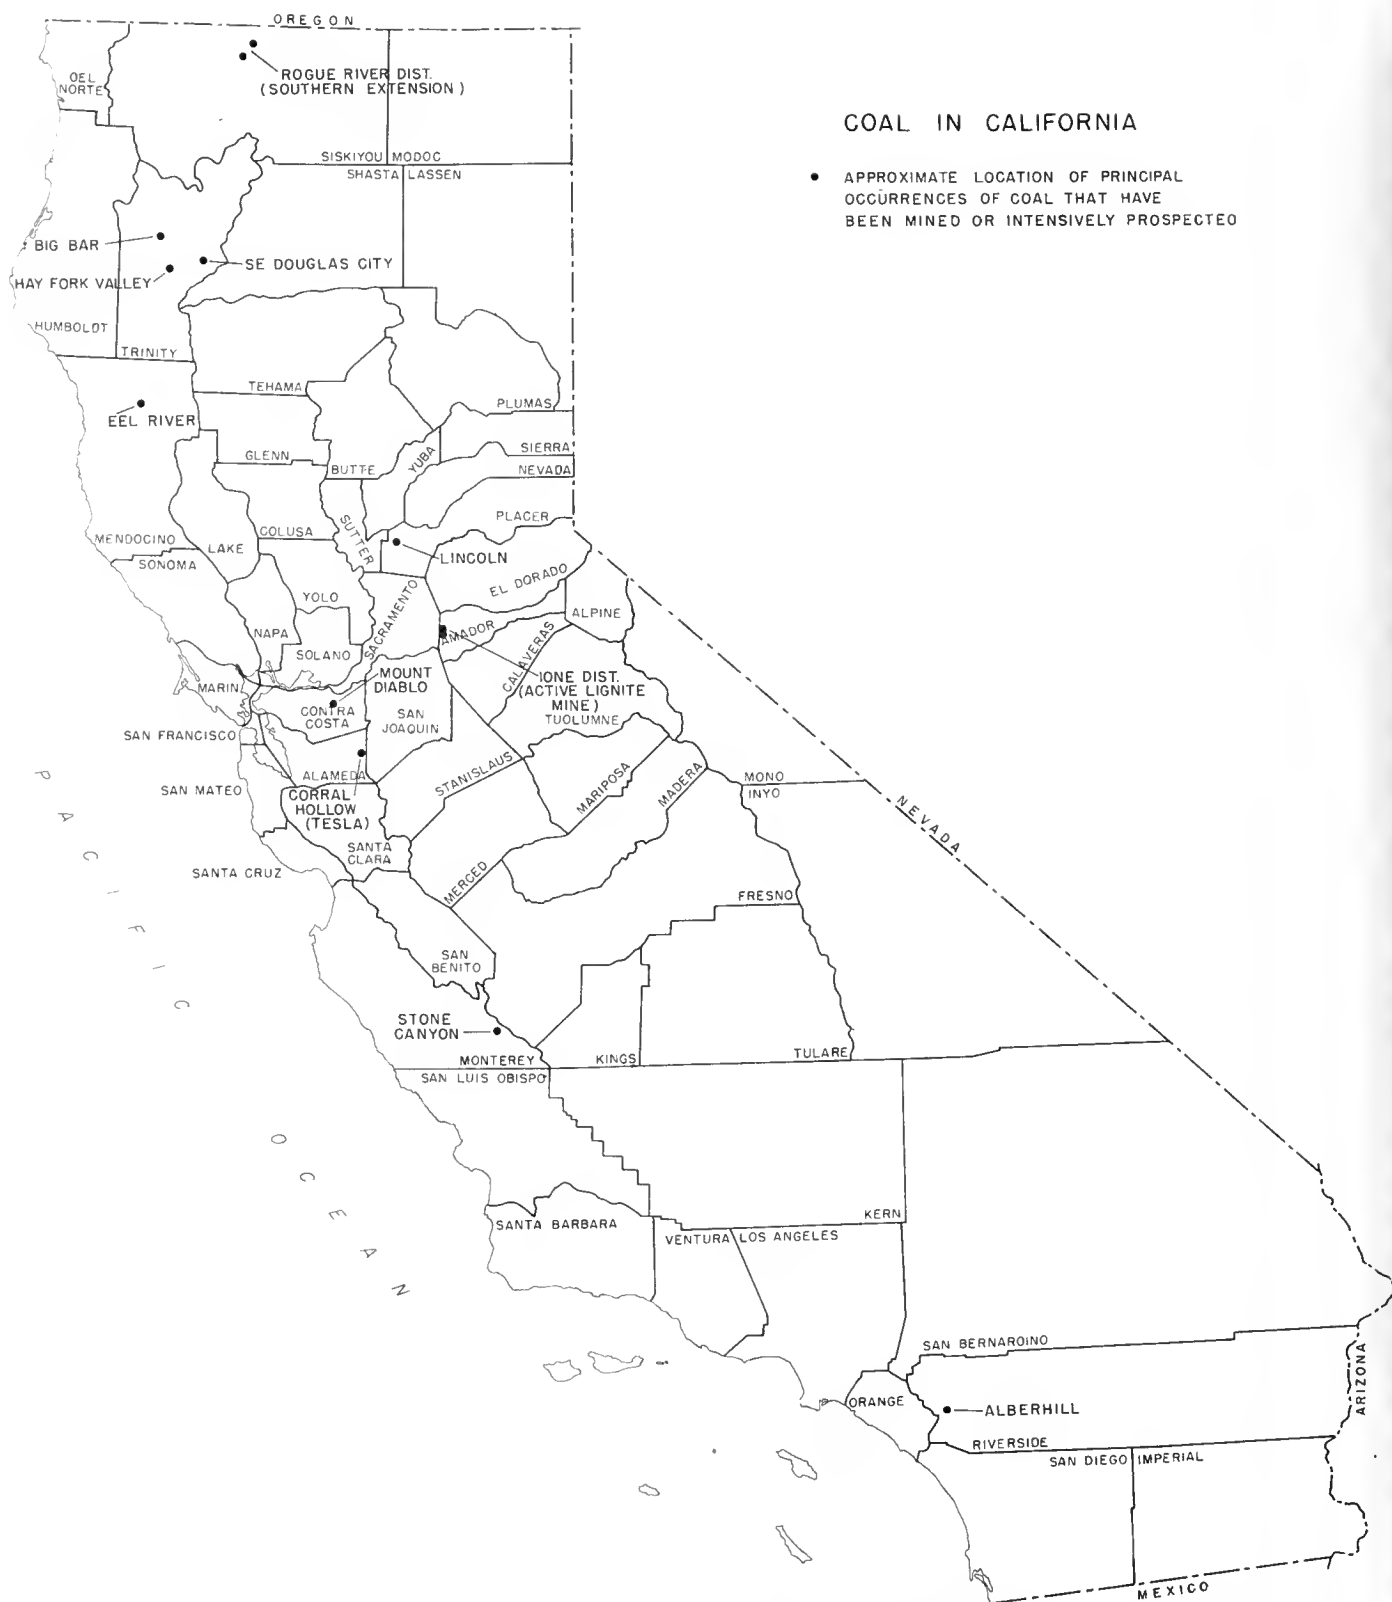 OREGON
ROGUE RIVER DIST.
(SOUTHERN EXTENSION)
OEL
NORTE
COAL IN CALIFORNIA
APPROXIMATE LOCATION OF PRINCIPAL
OCCURRENCES OF COAL THAT HAVE
BEEN MINED OR INTENSIVELY PROSPECTEO
SISKIYOU
MODOC
SHASTA
LASSEN
BIG BAR
SE DOUGLAS CITY
HAY FORK VALLEY
HUMBOLDT
TRINITY
TEHAMA
PLUMAS
EEL RIVER
SIERRA
GLENN
BUTTE
YUBA
NEVADA
PLACER
SUTTER
COLUSA
MENDOCINO
LAKE
LINCOLN
SONOMA
EL DORADO
YOLO
SACRAMENTO
ALPINE
NAPA
AMADOR
SOLANO
CALAVERAS
MOUNT
DIABLO
IONE DIST.
(ACTIVE LIGNITE
MINE)
MARIN
CONTRA
COSTA
SAN
JOAQUIN
TUOLUMNE
SAN FRANCISCO
STANISLAUS
ALAMEDA
MARIPOSA
MADERA
MONO
INYO
SAN MATEO
CORRAL
HOLLOW
(TESLA)
NEVADA
SANTA
CLARA
SANTA CRUZ
MERCED
FRESNO
PACIFIC
SAN
BENITO
STONE
CANYON
MONTEREY
KINGS
TULARE
SAN LUIS OBISPO
OCEAN
SANTA BARBARA
KERN
VENTURA
LOS ANGELES
SAN BERNAROINO
ARIZONA
ORANGE
ALBERHILL
RIVERSIDE
SAN DIEGO
IMPERIAL
MEXICO